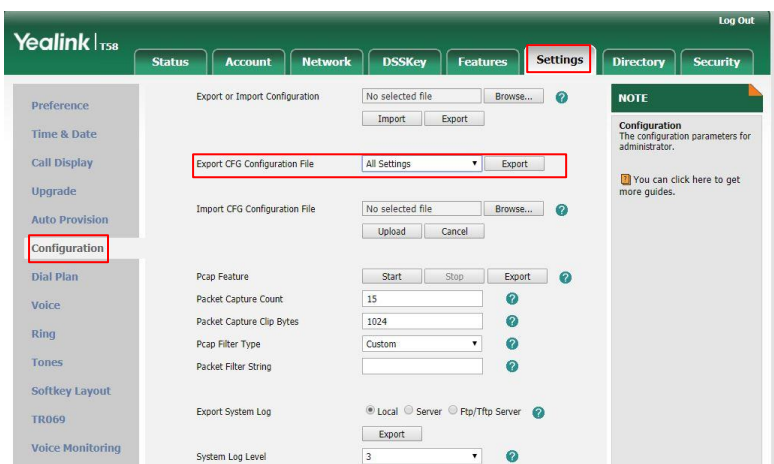 Log Out
Yealink | T58
Status Account Network DSSKey Features Settings Directory Security
Preference
Time & Date
Call Display
Upgrade
Auto Provision
Configuration
Dial Plan
Voice
Ring
Tones
Softkey Layout
TR069
Voice Monitoring
Export or Import Configuration No selected file Browse...
Import Export
Export CFG Configuration File All Settings Export
Import CFG Configuration File No selected file Browse...
Upload Cancel
Pcap Feature Start Stop Export
Packet Capture Count 15
Packet Capture Clip Bytes 1024
Pcap Filter Type Custom
Packet Filter String
Export System Log Local Server Ftp/Tftp Server
Export
System Log Level 3
NOTE
Configuration
The configuration parameters for
administrator.
You can click here to get
more guides.